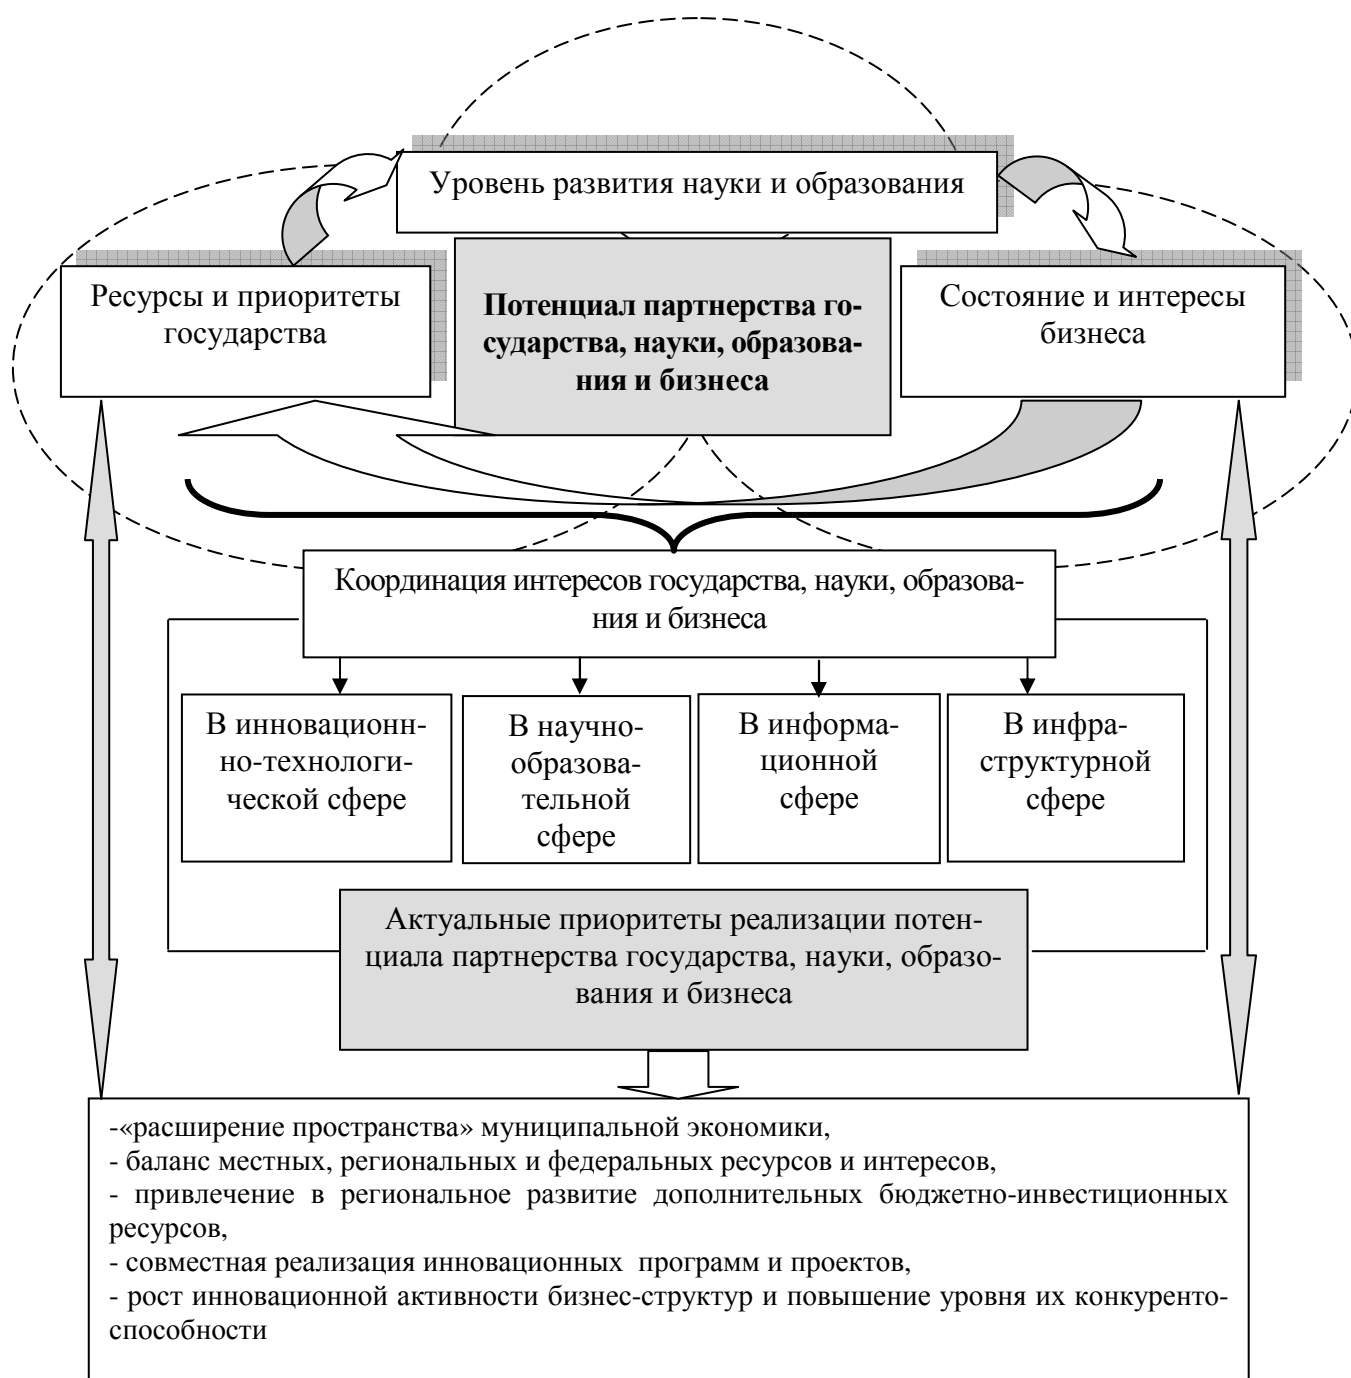 Уровень развития науки и образования
Ресурсы и приоритеты
государства
Потенциал партнерства го-
сударства, науки, образова-
ния и бизнеса
Состояние и интересы
бизнеса
Координация интересов государства, науки, образова-
ния и бизнеса
В инновационн-
но-технологи-
ческой сфере
В научно-
образова-
тельной
сфере
В информа-
ционной
сфере
В инфра-
структурной
сфере
Актуальные приоритеты реализации потен-
циала партнерства государства, науки, образо-
вания и бизнеса
-«расширение пространства» муниципальной экономики,
- баланс местных, региональных и федеральных ресурсов и интересов,
- привлечение в региональное развитие дополнительных бюджетно-инвестиционных
ресурсов,
- совместная реализация инновационных программ и проектов,
- рост инновационной активности бизнес-структур и повышение уровня их конкуренто-
способности